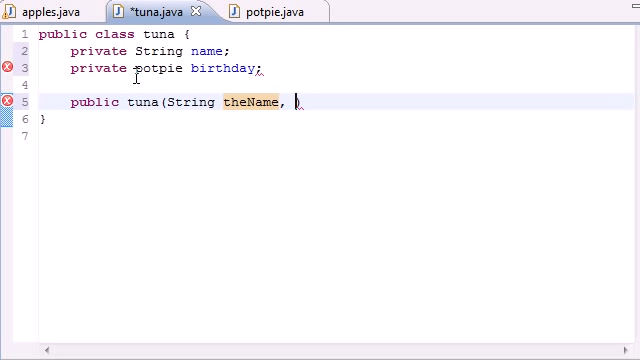 apples.java *tuna.java potpie.java
1 public class tuna {
2 private String name;
3 private potpie birthday;
4
5 public tuna(String theName, )
6 }
7